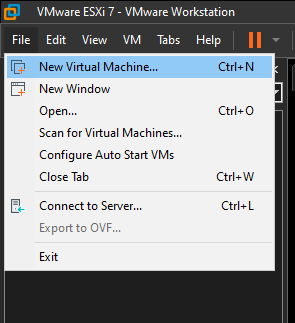 VMware ESXi 7 - VMware Workstation
File Edit View VM Tabs Help
New Virtual Machine... Ctrl+N
New Window
Open... Ctrl+O
Scan for Virtual Machines...
Configure Auto Start VMs
Close Tab Ctrl+W
Connect to Server... Ctrl+L
Export to OVF...
Exit